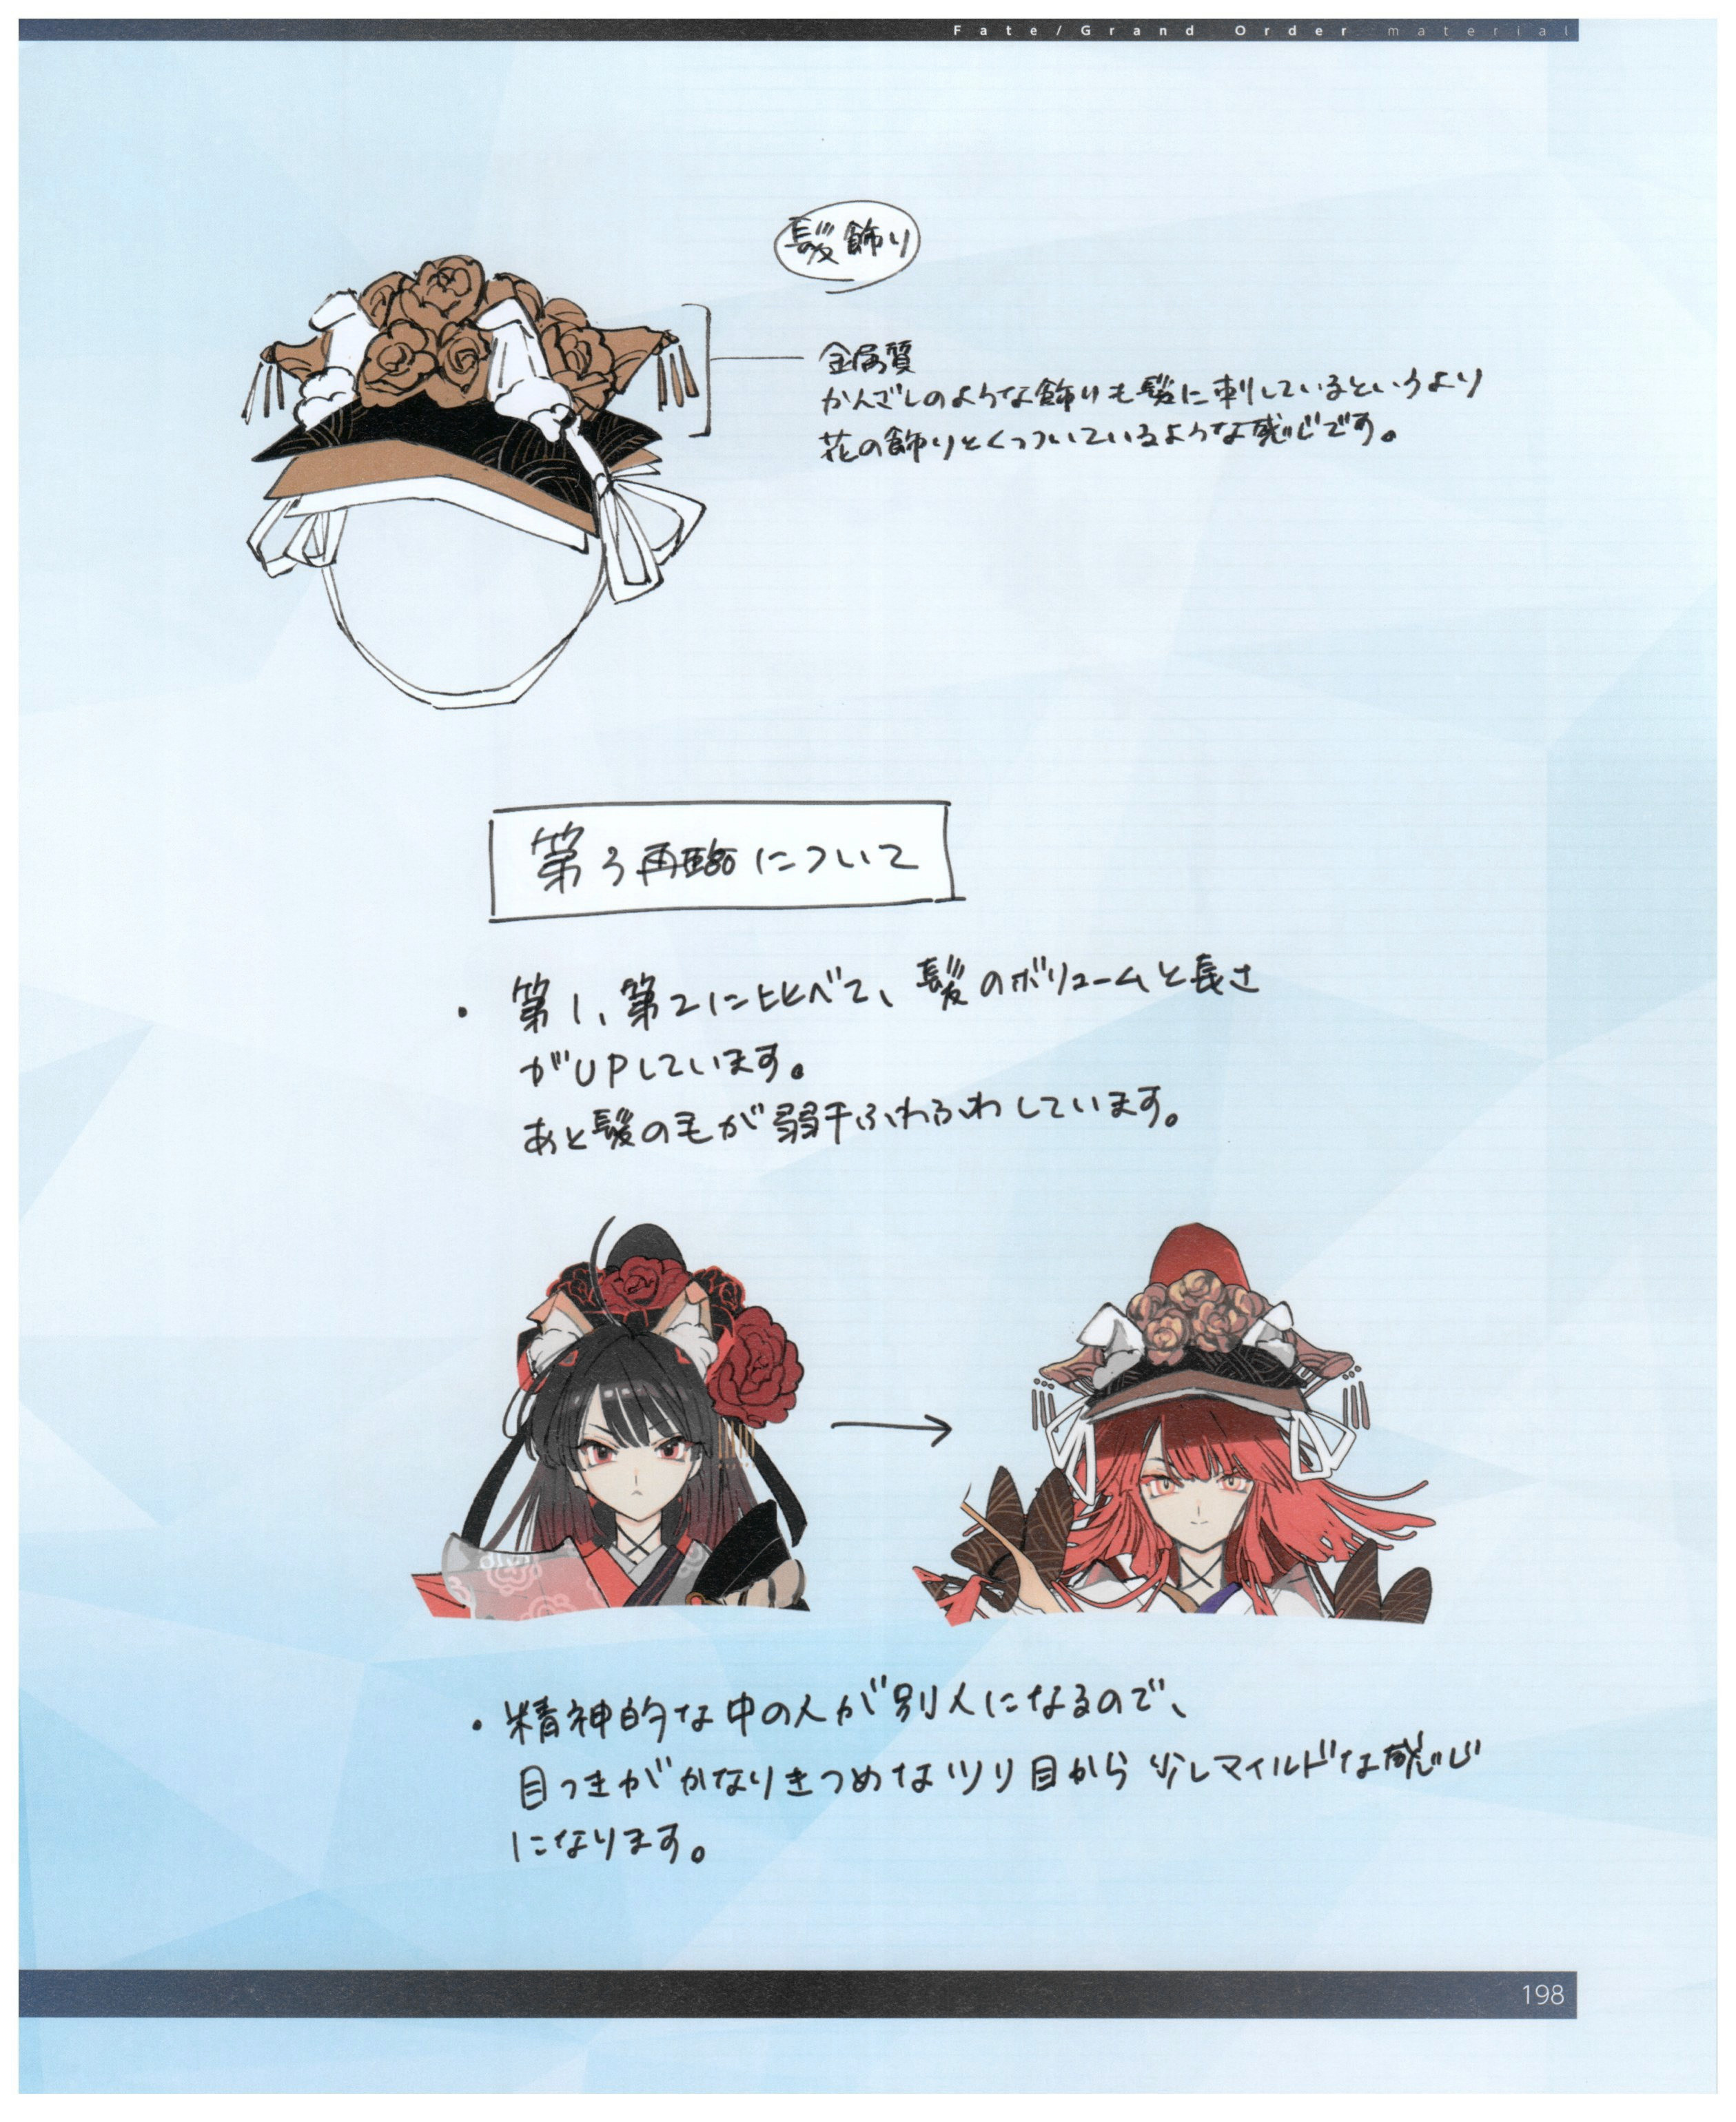 Fate/Grand Order material
髪飾り
金属質
かんざしのような飾りも髪に刺しているというより
花の飾りとくっついているような感じです。
第3再臨について
・第1、第2に比べて、髪のボリュームと長さ
がUPしています。
あと髪の毛が弱干ふわふわしています。
・精神的な中の人が別人になるので、
目つきがかなりきつめなツリ目から少しマイルドな感じ
になります。
198